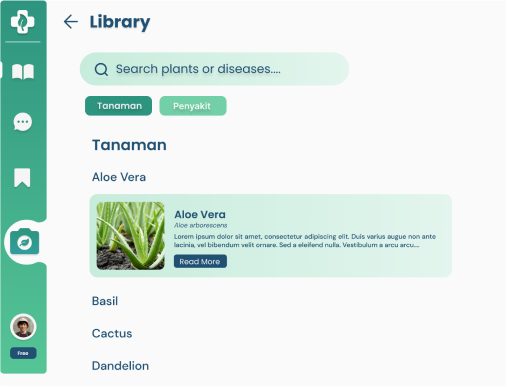 Library
Search plants or diseases....
Tanaman
Penyakit
Tanaman
Aloe Vera
Aloe Vera
Aloe arborescens
Lorem ipsum dolor sit amet, consectetur adipiscing elit. Duis varius augue non ante
lacinia, vel bibendum velit ornare. Sed a eleifend nulla. Vestibulum a arcu arcu....
Read More
Basil
Cactus
Dandelion
Free